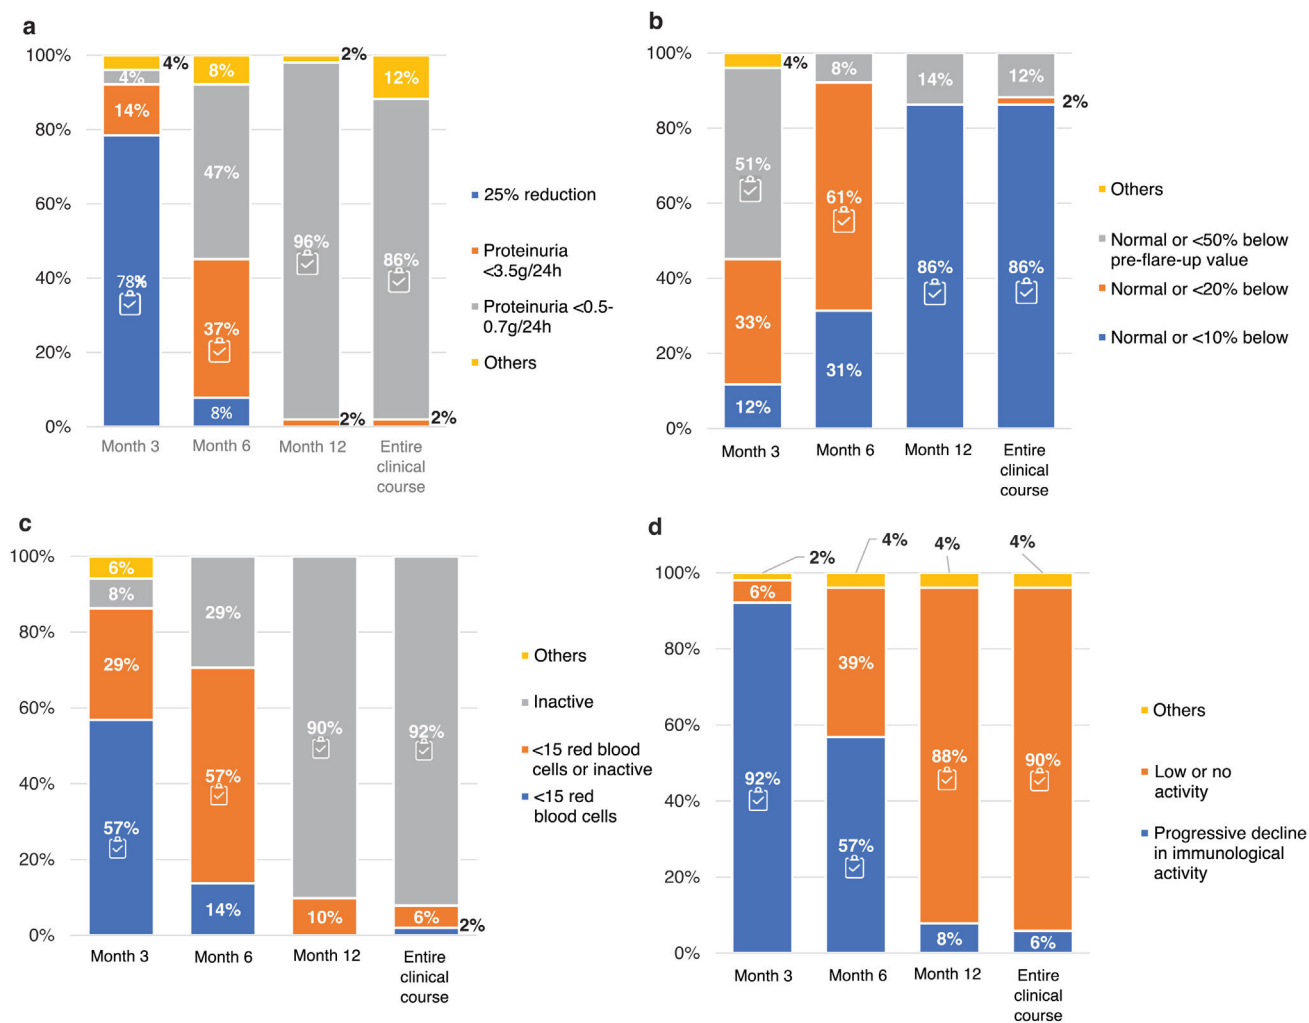 a
100%
80%
60%
40%
20%
0%
4%
4%
14%
78%
8%
47%
37%
8%
2%
96%
2%
12%
86%
2%
Month 3
Month 6
Month 12
Entire
clinical
course
25% reduction
Proteinuria
<3.5g/24h
Proteinuria <0.5-
0.7g/24h
Others
b
100%
80%
60%
40%
20%
0%
4%
51%
33%
12%
8%
61%
31%
14%
86%
12%
2%
86%
Month 3
Month 6
Month 12
Entire
clinical
course
Others
Normal or <50% below
pre-flare-up value
Normal or <20% below
Normal or <10% below
c
100%
80%
60%
40%
20%
0%
6%
8%
29%
57%
29%
57%
14%
90%
10%
92%
6%
2%
Month 3
Month 6
Month 12
Entire
clinical
course
Others
Inactive
<15 red blood
cells or inactive
<15 red
blood cells
d
100%
80%
60%
40%
20%
0%
2%
6%
92%
4%
39%
57%
4%
88%
8%
4%
90%
6%
Month 3
Month 6
Month 12
Entire
clinical
course
Others
Low or no
activity
Progressive decline
in immunological
activity